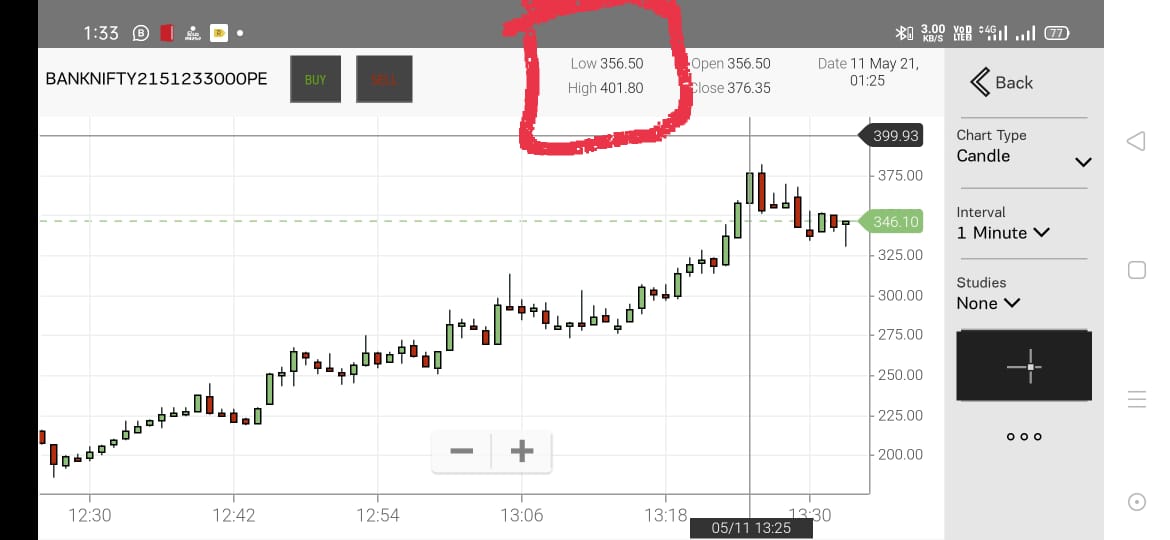 1:33
3.00 KB/S
VoD LTE2 4G 77
BANKNIFTY2151233000PE
BUY
SELL
Low 356.50
High 401.80
Open 356.50
Close 376.35
Date 11 May 21,
01:25
Back
Chart Type
Candle
Interval
1 Minute
Studies
None
399.93
375.00
346.10
325.00
300.00
275.00
250.00
225.00
200.00
12:30
12:42
12:54
13:06
13:18
13:30
05/11 13:25